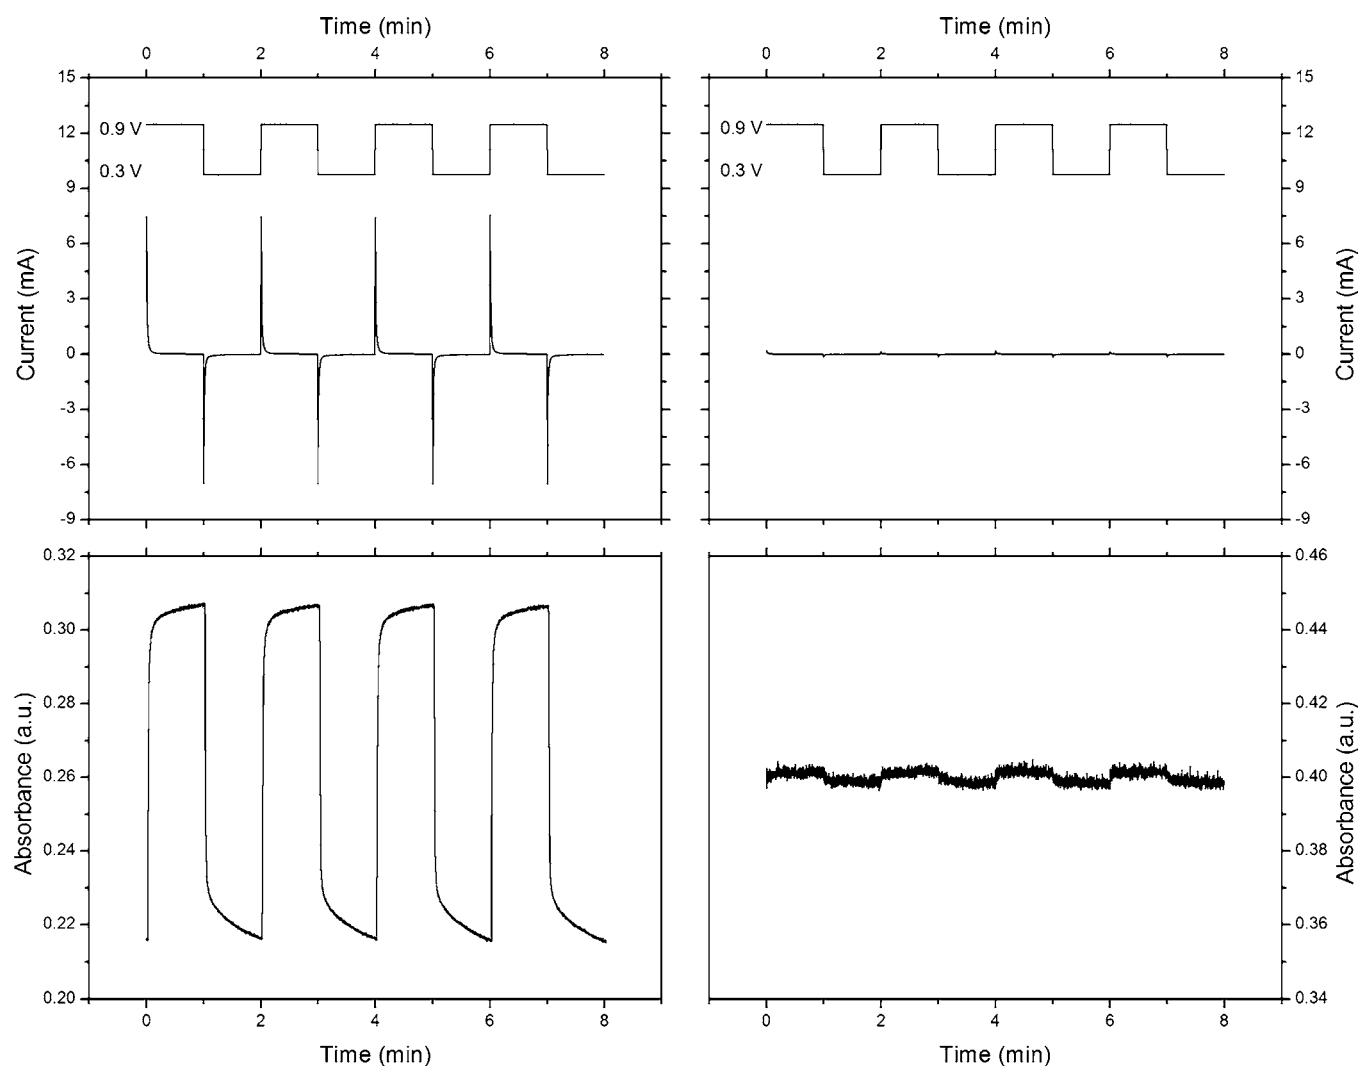 Time (min)
Time (min)
0 2 4 6 8
0 2 4 6 8
15
12
9
6
3
0
-3
-6
-9
Current (mA)
0.9 V
0.3 V
0.9 V
0.3 V
15
12
9
6
3
0
-3
-6
-9
Current (mA)
0.32
0.30
0.28
0.26
0.24
0.22
0.20
Absorbance (a.u.)
0.46
0.44
0.42
0.40
0.38
0.36
0.34
Absorbance (a.u.)
0 2 4 6 8
0 2 4 6 8
Time (min)
Time (min)